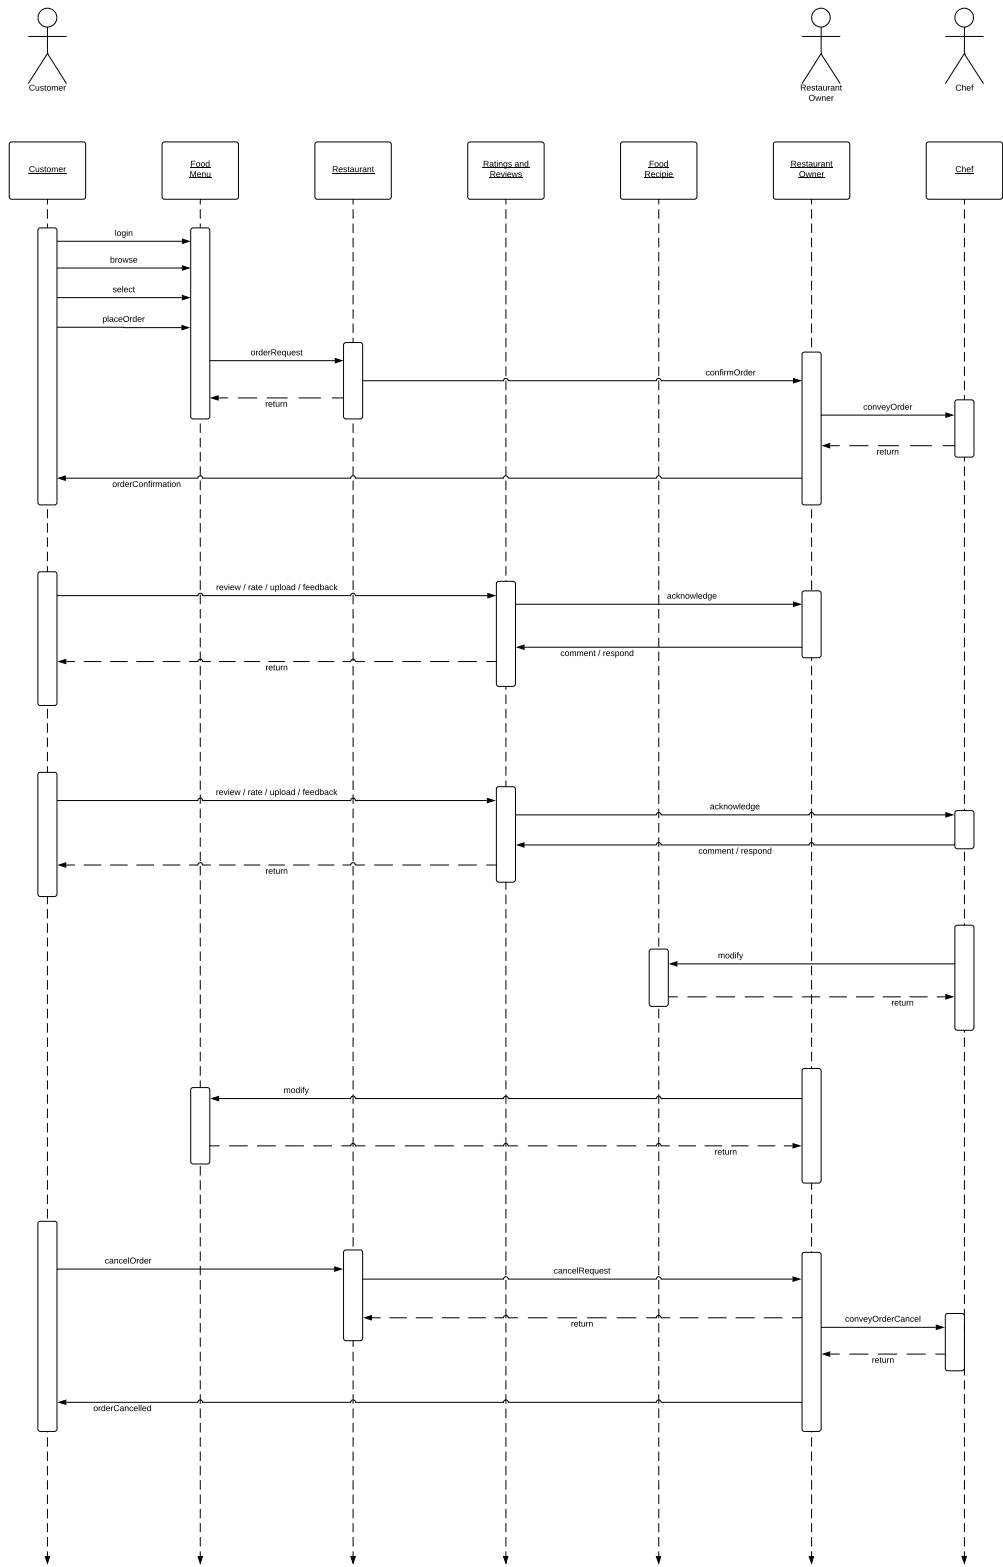 Customer
Restaurant
Owner
Chef
Customer
Food
Menu
Restaurant
Ratings and
Reviews
Food
Recipie
Restaurant
Owner
Chef
login
browse
select
placeOrder
orderRequest
confirmOrder
return
conveyOrder
return
orderConfirmation
review / rate / upload / feedback
acknowledge
comment / respond
return
review / rate / upload / feedback
acknowledge
comment / respond
return
modify
return
modify
return
cancelOrder
cancelRequest
return
conveyOrderCancel
return
orderCancelled